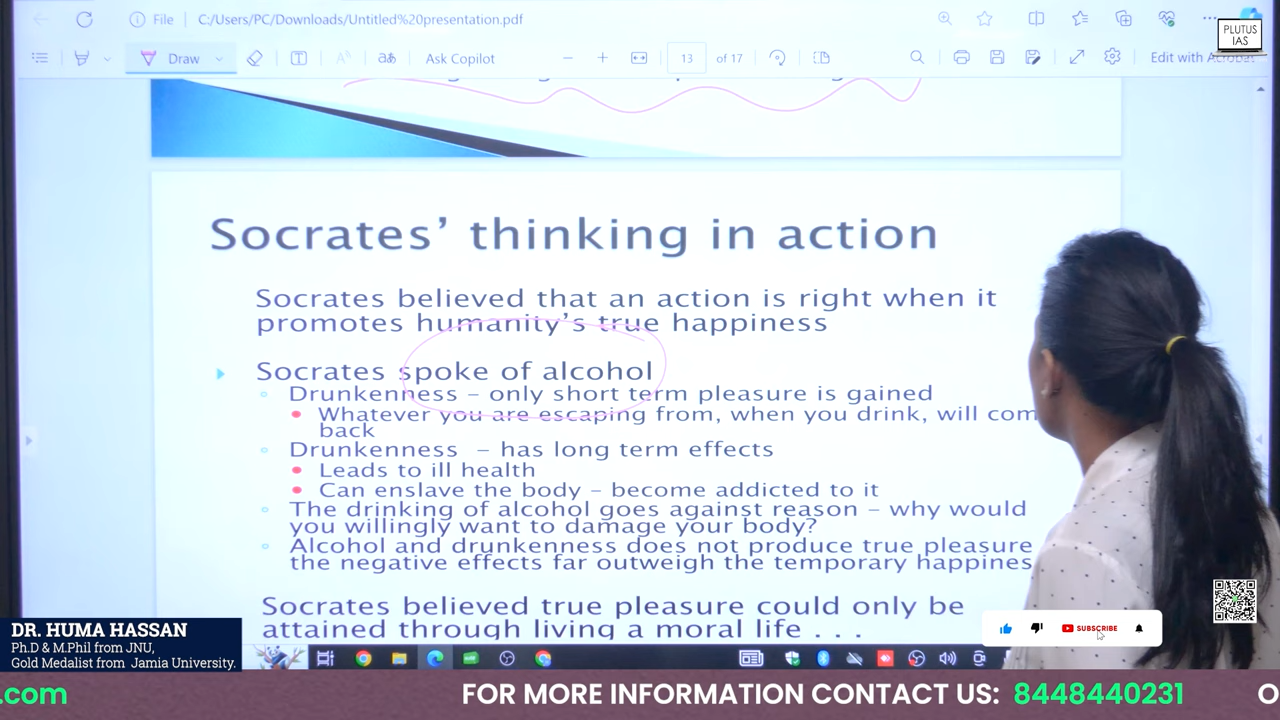 File C:/Users/PC/Downloads/Untitled%20presentation.pdf
PLUTUS
IAS
Draw
Ask Copilot
13 of 17
Edit with Acrobat
Socrates’ thinking in action
Socrates believed that an action is right when it
promotes humanity’s true happiness
Socrates spoke of alcohol
Drunkenness – only short term pleasure is gained
Whatever you are escaping from, when you drink, will com
back
Drunkenness – has long term effects
Leads to ill health
Can enslave the body – become addicted to it
The drinking of alcohol goes against reason – why would
you willingly want to damage your body?
Alcohol and drunkenness does not produce true pleasure
the negative effects far outweigh the temporary happines
Socrates believed true pleasure could only be
attained through living a moral life . . .
DR. HUMA HASSAN
Ph.D & M.Phil from JNU,
Gold Medalist from Jamia University.
SUBSCRIBE
.com FOR MORE INFORMATION CONTACT US: 8448440231 O